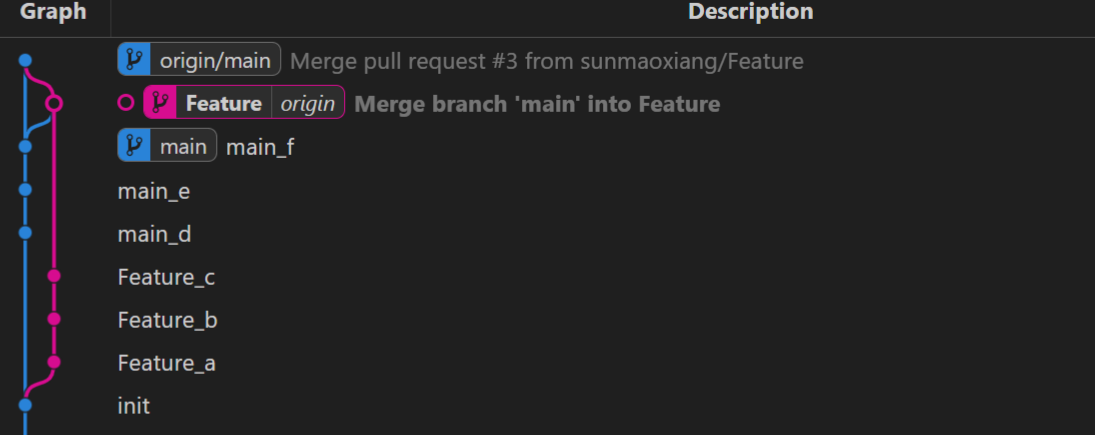 Graph Description
origin/main Merge pull request #3 from sunmaoxiang/Feature
Feature origin Merge branch 'main' into Feature
main main_f
main_e
main_d
Feature_c
Feature_b
Feature_a
init